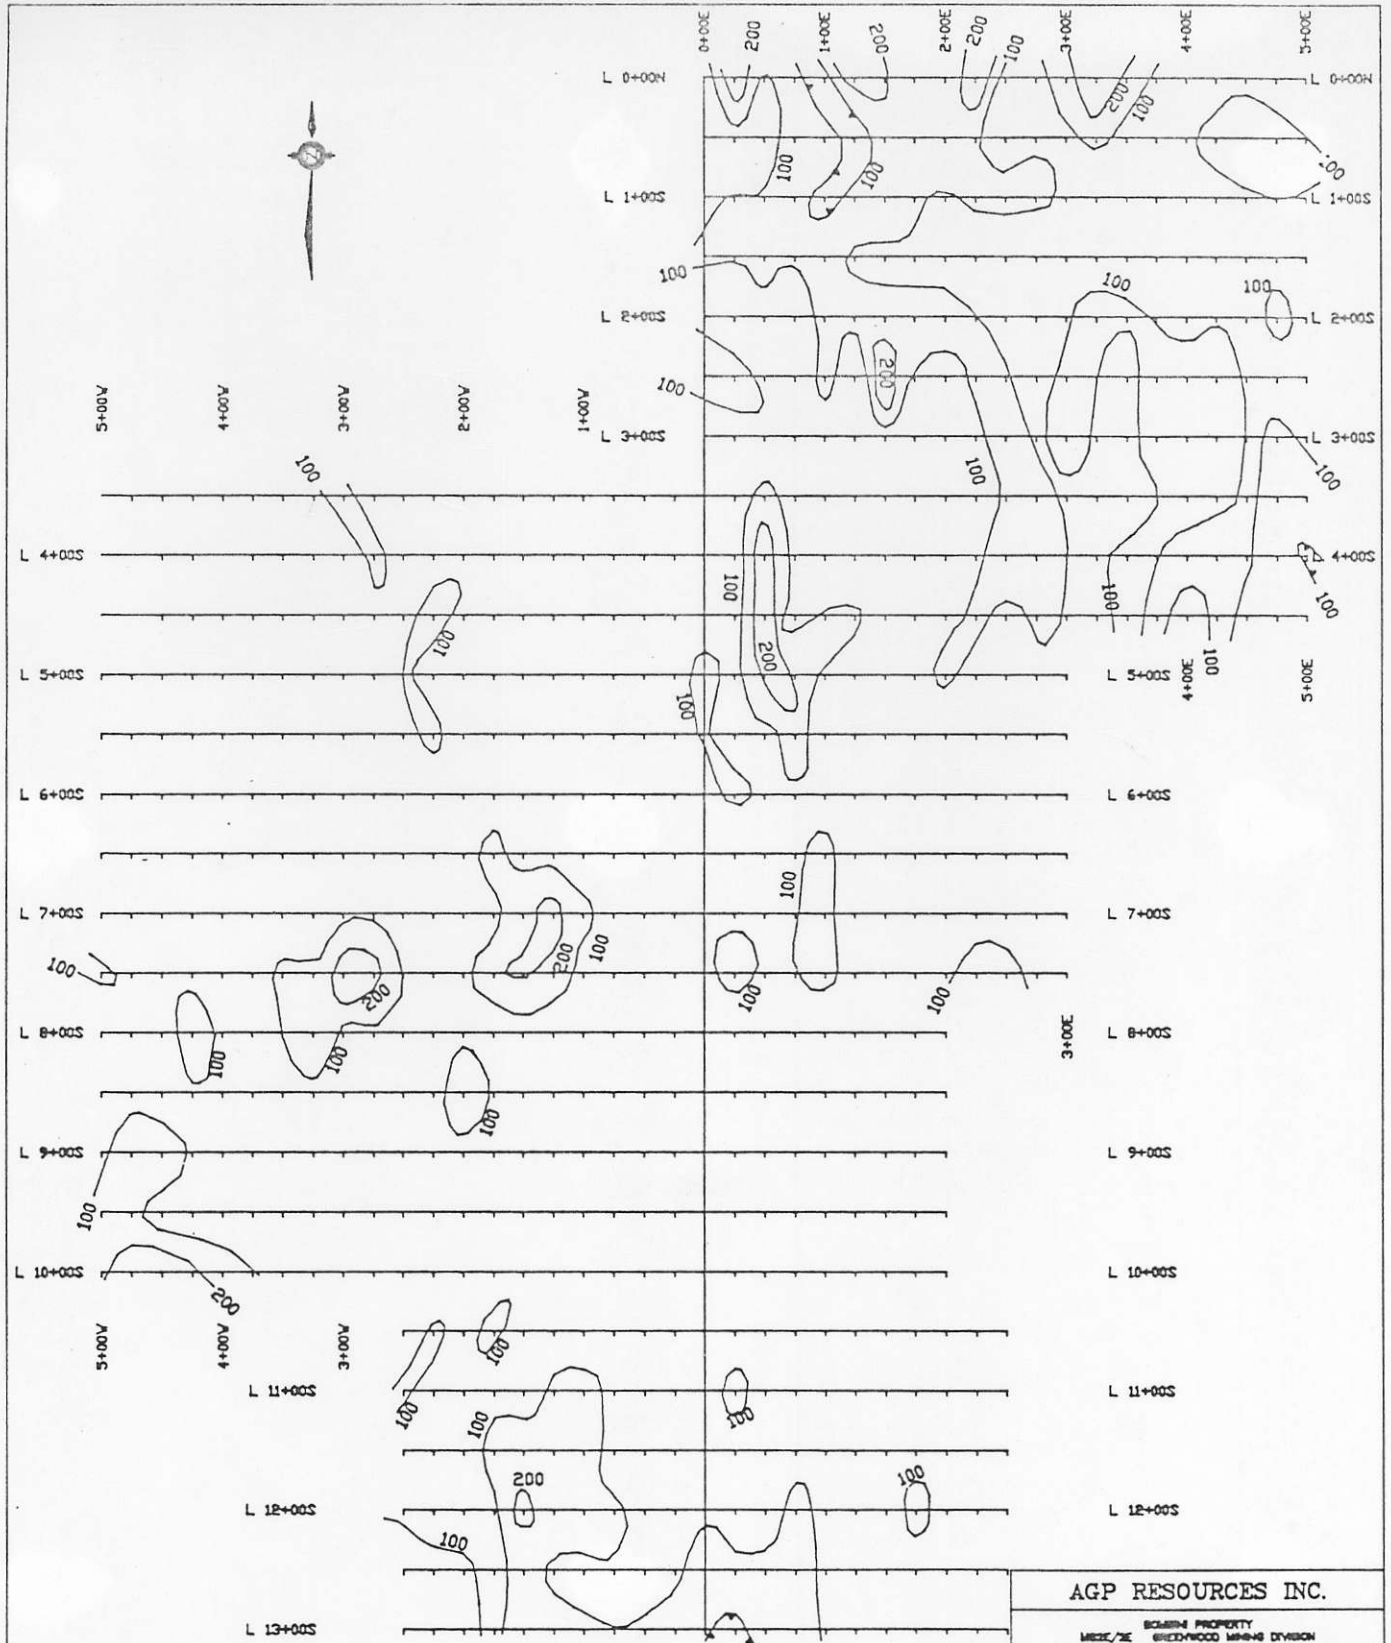 0+00E 200 1+00E 200 2+00E 200 100 3+00E 4+00E 5+00E
L 0+00N 200 100 L 0+00N
100 100 100
L 1+00S L 1+00S
100 100 100
L 2+00S L 2+00S
200
100
5+00W 4+00W 3+00W 2+00W 1+00W
L 3+00S L 3+00S
100 100 100
L 4+00S L 4+00S
100 100 100 100
100 200 100
L 5+00S L 5+00S 4+00E 5+00E
100
L 6+00S L 6+00S
100
L 7+00S L 7+00S
100 200 100
200 100 100
L 8+00S 3+00E L 8+00S
100 100
100
L 9+00S L 9+00S
100
L 10+00S L 10+00S
200
5+00W 4+00W 3+00W 100
L 11+00S L 11+00S
100 100 100
200 100
L 12+00S L 12+00S
100
AGP RESOURCES INC.
L 13+00S PROPERTY
GREENWOOD MINING DIVISION